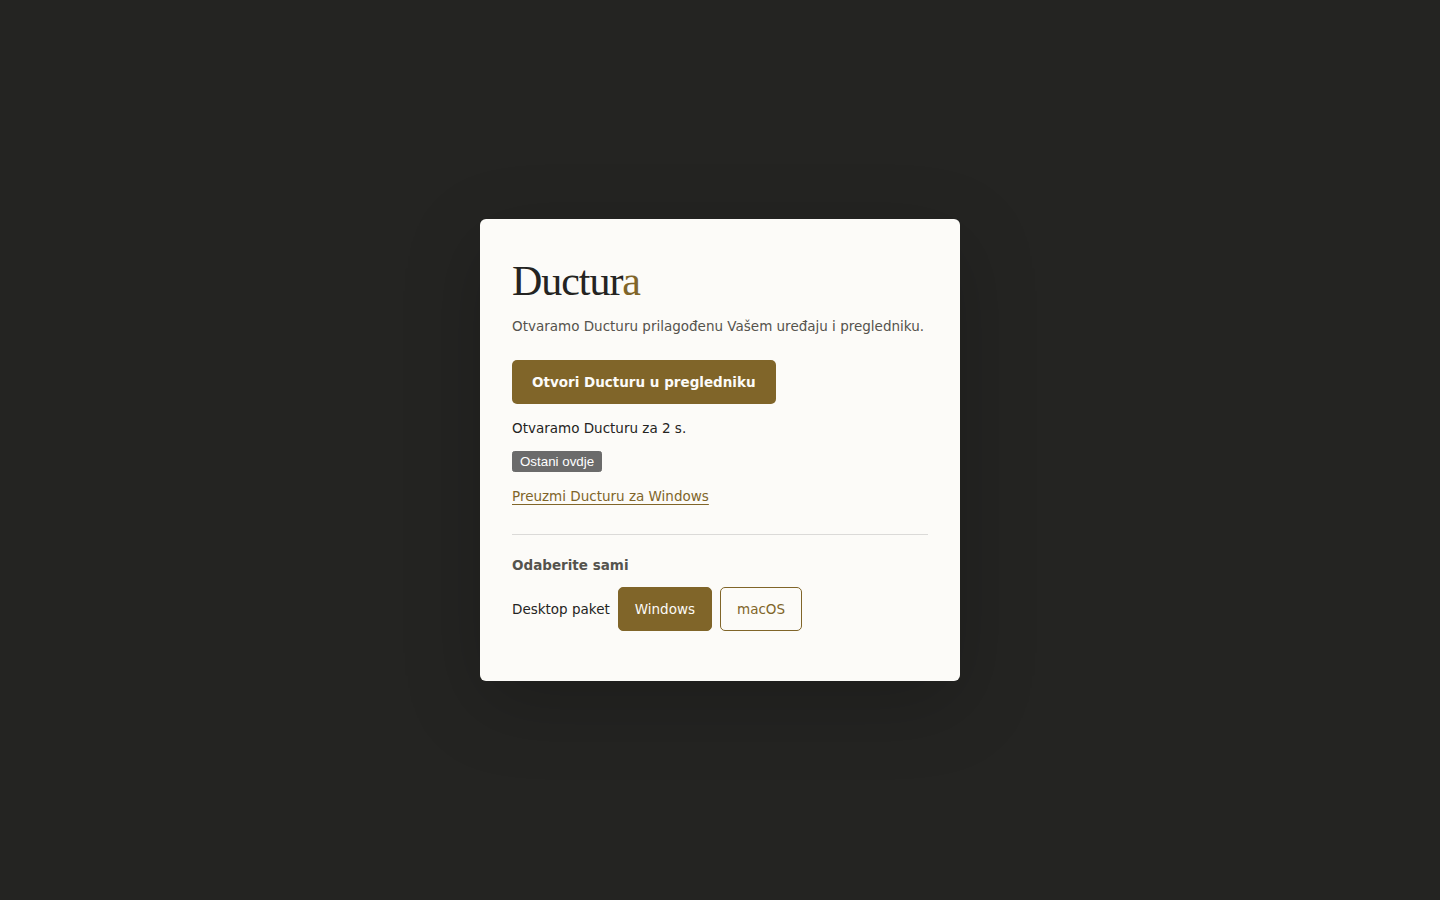 Ductura
Otvaramo Ducturu prilagođenu Vašem uređaju i pregledniku.
Otvori Ducturu u pregledniku
Otvaramo Ducturu za 2 s.
Ostani ovdje
Preuzmi Ducturu za Windows
Odaberite sami
Desktop paket Windows macOS